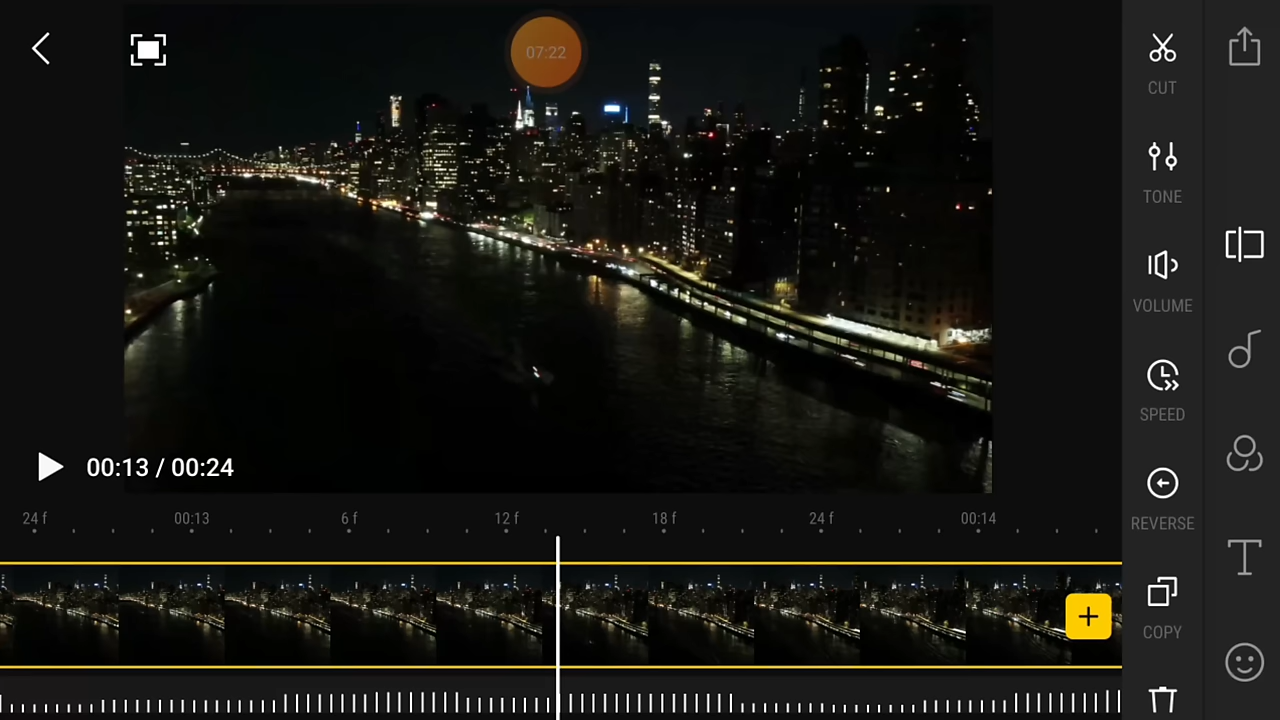 07:22
CUT
TONE
VOLUME
SPEED
REVERSE
COPY
00:13 / 00:24
24 f
00:13
6 f
12 f
18 f
24 f
00:14